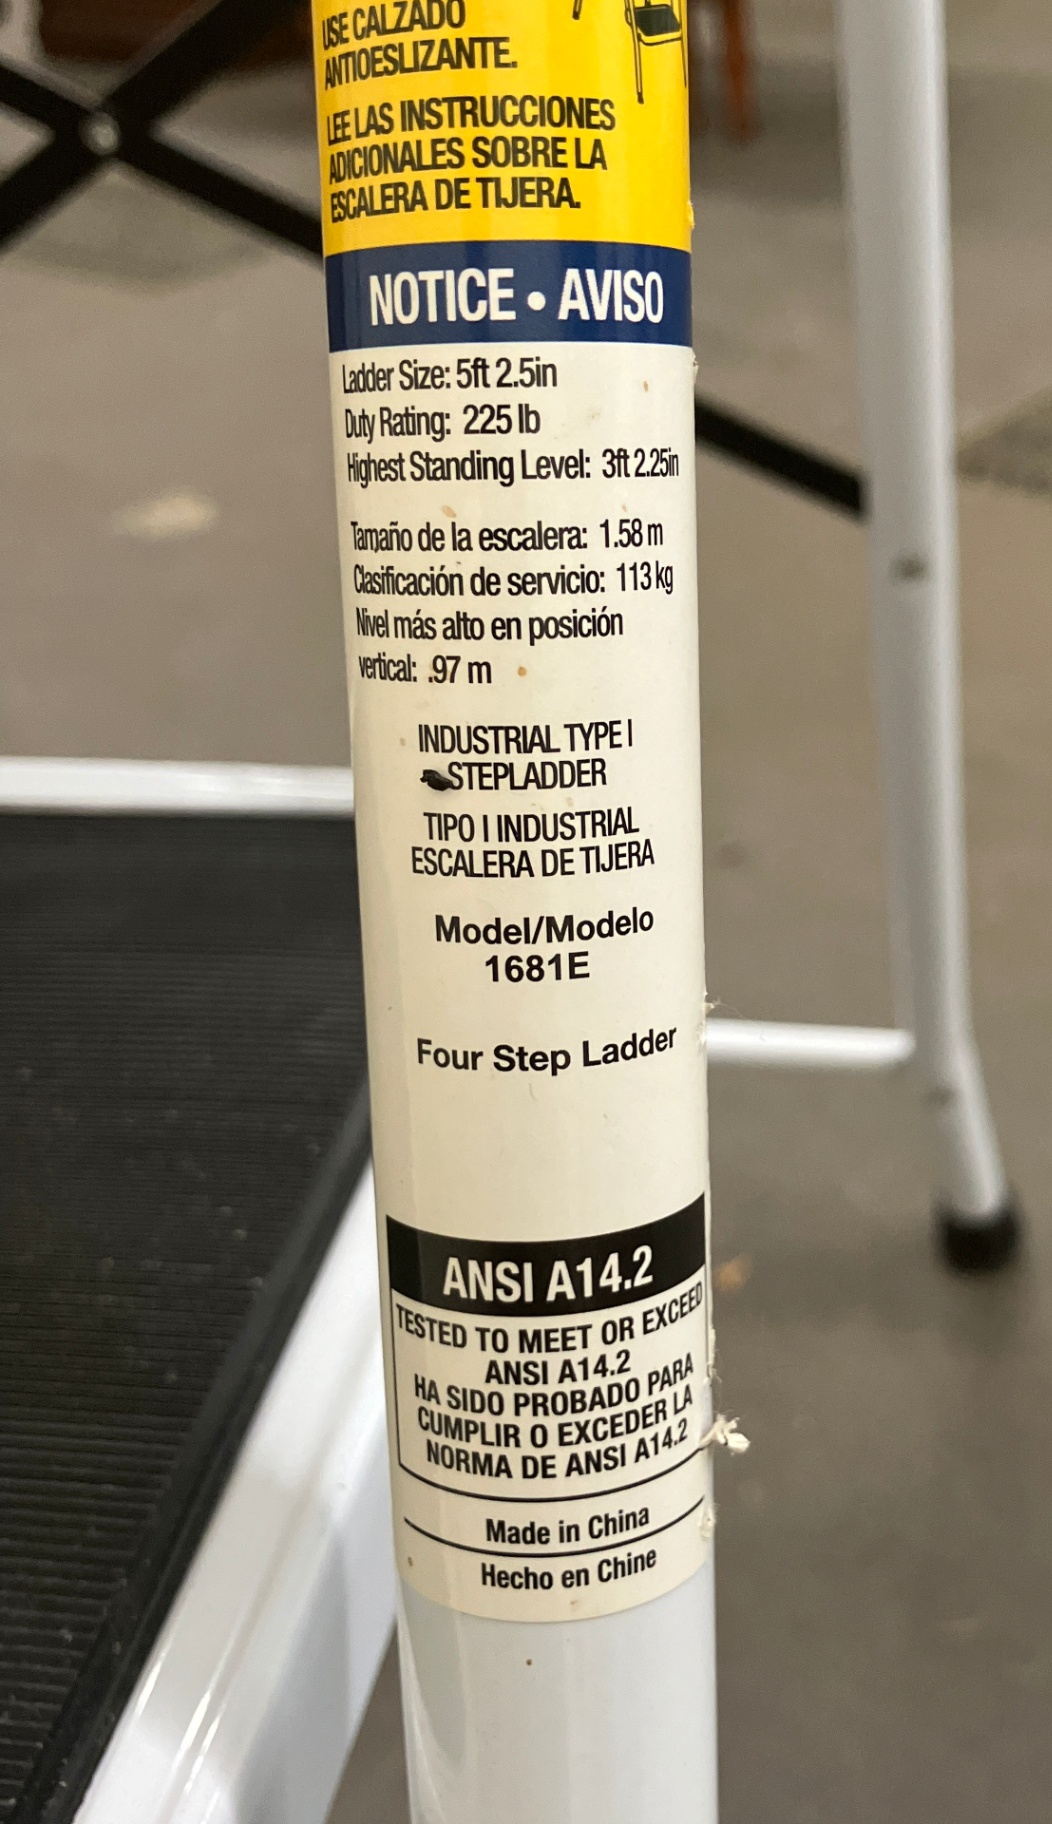 USE CALZADO
ANTIOESLIZANTE.
LEE LAS INSTRUCCIONES
ADICIONALES SOBRE LA
ESCALERA DE TIJERA.
NOTICE • AVISO
Ladder Size: 5ft 2.5in
Duty Rating: 225 lb
Highest Standing Level: 3ft 2.25in
Tamaño de la escalera: 1.58 m
Clasificación de servicio: 113 kg
Nivel más alto en posición
vertical: .97 m
INDUSTRIAL TYPE I
STEPLADDER
TIPO I INDUSTRIAL
ESCALERA DE TIJERA
Model/Modelo
1681E
Four Step Ladder
ANSI A14.2
TESTED TO MEET OR EXCEED
ANSI A14.2
HA SIDO PROBADO PARA
CUMPLIR O EXCEDER LA
NORMA DE ANSI A14.2
Made in China
Hecho en Chine